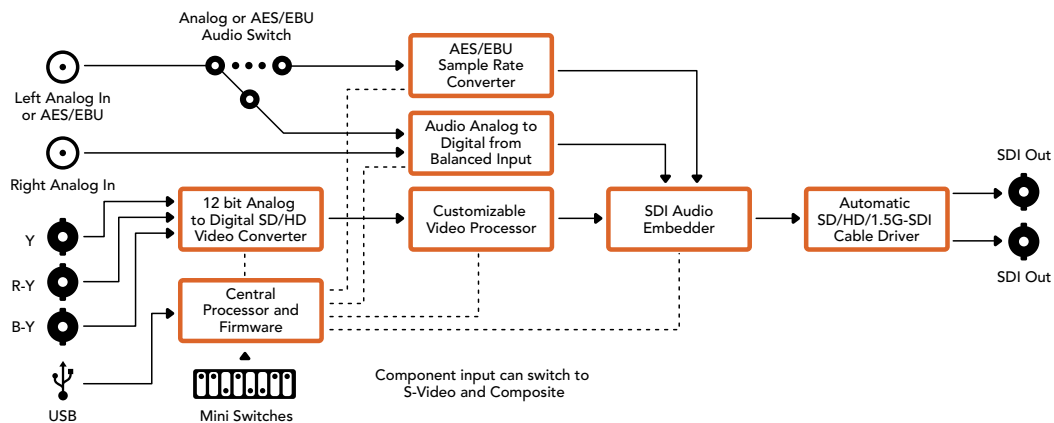 Analog or AES/EBU
Audio Switch
Left Analog In
or AES/EBU
Right Analog In
AES/EBU
Sample Rate
Converter
Audio Analog to
Digital from
Balanced Input
Y
R-Y
B-Y
USB
12 bit Analog
to Digital SD/HD
Video Converter
Customizable
Video Processor
SDI Audio
Embedder
Automatic
SD/HD/1.5G-SDI
Cable Driver
SDI Out
SDI Out
Central
Processor and
Firmware
Mini Switches
Component input can switch to
S-Video and Composite